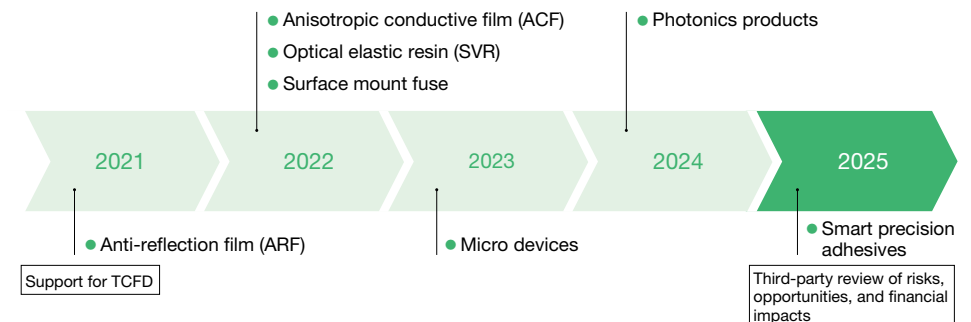 Anisotropic conductive film (ACF)
Optical elastic resin (SVR)
Surface mount fuse
Photonics products
2021
2022
2023
2024
2025
Anti-reflection film (ARF)
Support for TCFD
Micro devices
Smart precision
adhesives
Third-party review of risks,
opportunities, and financial
impacts